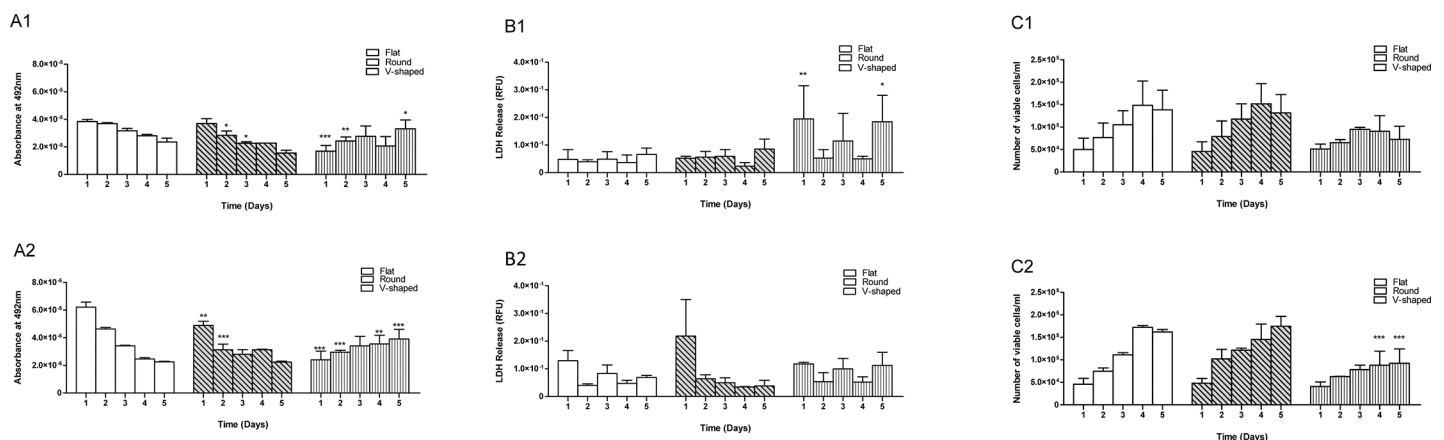 A1
Flat
Round
V-shaped
Absorbance at 492nm
8.0×10⁻⁵
6.0×10⁻⁵
4.0×10⁻⁵
2.0×10⁻⁵
0
***
**
*
*
*
*
1 2 3 4 5 1 2 3 4 5 1 2 3 4 5
Time (Days)
B1
Flat
Round
V-shaped
LDH Release (RFU)
4.0×10⁻¹
3.0×10⁻¹
2.0×10⁻¹
1.0×10⁻¹
0
**
*
1 2 3 4 5 1 2 3 4 5 1 2 3 4 5
Time (Days)
C1
Flat
Round
V-shaped
Number of viable cells/ml
2.5×10⁵
2.0×10⁵
1.5×10⁵
1.0×10⁵
5.0×10⁴
0
1 2 3 4 5 1 2 3 4 5 1 2 3 4 5
Time (Days)
A2
Flat
Round
V-shaped
Absorbance at 492nm
8.0×10⁻⁵
6.0×10⁻⁵
4.0×10⁻⁵
2.0×10⁻⁵
0
**
***
***
***
**
***
1 2 3 4 5 1 2 3 4 5 1 2 3 4 5
Time (Days)
B2
Flat
Round
V-shaped
LDH Release (RFU)
4.0×10⁻¹
3.0×10⁻¹
2.0×10⁻¹
1.0×10⁻¹
0
1 2 3 4 5 1 2 3 4 5 1 2 3 4 5
Time (Days)
C2
Flat
Round
V-shaped
Number of viable cells/ml
2.5×10⁵
2.0×10⁵
1.5×10⁵
1.0×10⁵
5.0×10⁴
0
*** ***
1 2 3 4 5 1 2 3 4 5 1 2 3 4 5
Time (Days)